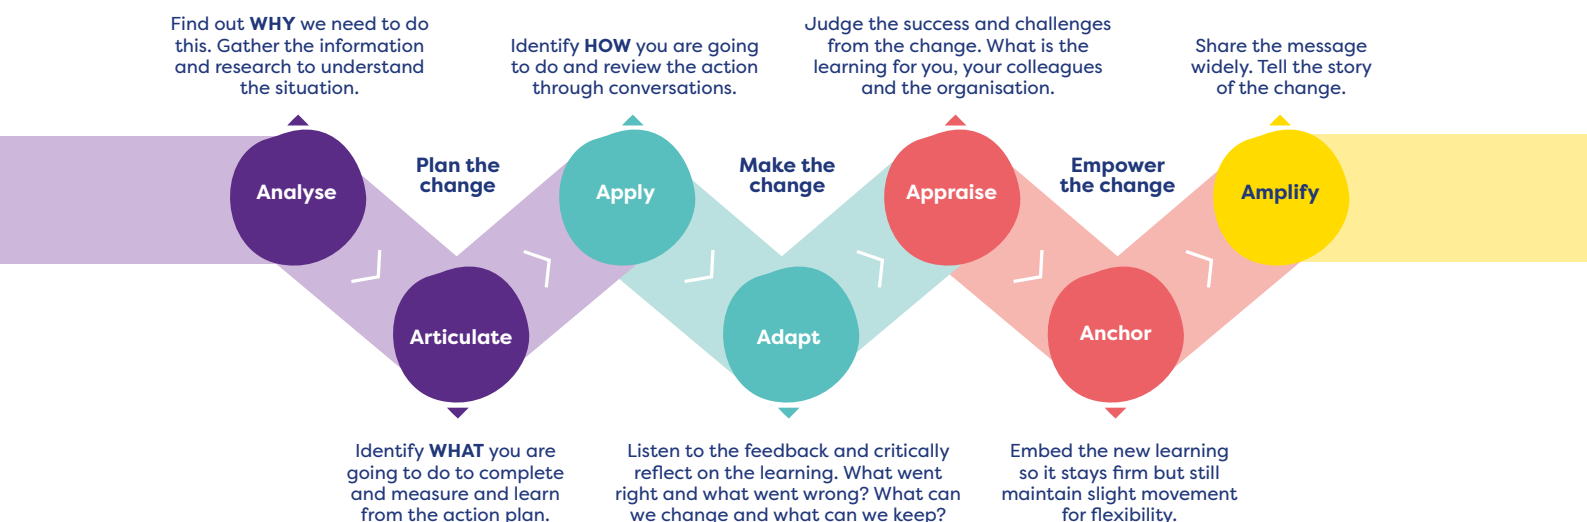 Find out WHY we need to do
this. Gather the information
and research to understand
the situation.
Identify HOW you are going
to do and review the action
through conversations.
Judge the success and challenges
from the change. What is the
learning for you, your colleagues
and the organisation.
Share the message
widely. Tell the story
of the change.
Analyse
Plan the
change
Apply
Make the
change
Appraise
Empower
the change
Amplify
Articulate
Adapt
Anchor
Identify WHAT you are
going to do to complete
and measure and learn
from the action plan.
Listen to the feedback and critically
reflect on the learning. What went
right and what went wrong? What can
we change and what can we keep?
Embed the new learning
so it stays firm but still
maintain slight movement
for flexibility.